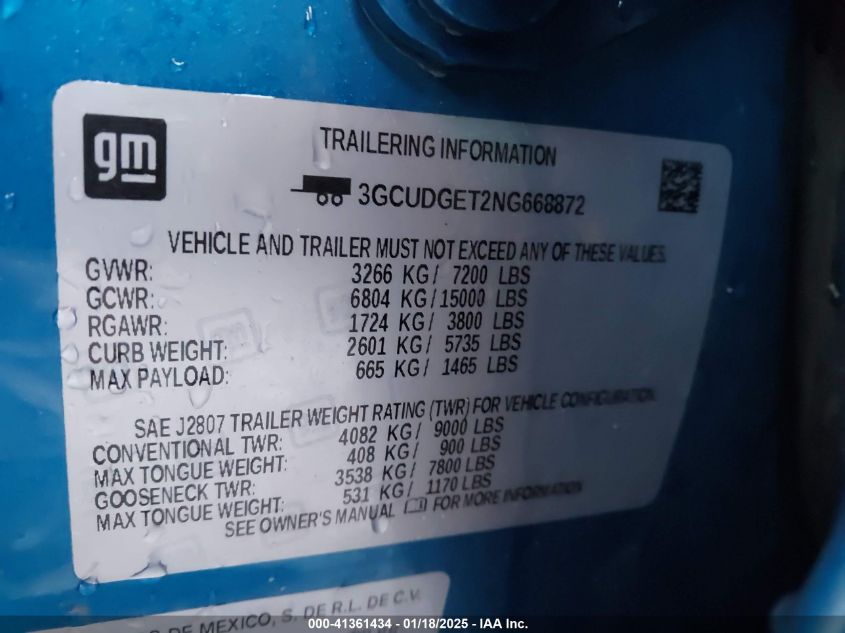 gm
TRAILERING INFORMATION
3GCUDGET2NG668872
VEHICLE AND TRAILER MUST NOT EXCEED ANY OF THESE VALUES.
GVWR: 3266 KG/ 7200 LBS
GCWR: 6804 KG/15000 LBS
RGAWR: 1724 KG/ 3800 LBS
CURB WEIGHT: 2601 KG/ 5735 LBS
MAX PAYLOAD: 665 KG/ 1465 LBS
SAE J2807 TRAILER WEIGHT RATING (TWR) FOR VEHICLE CONFIGURATION.
CONVENTIONAL TWR: 4082 KG/ 9000 LBS
MAX TONGUE WEIGHT: 408 KG/ 900 LBS
GOOSENECK TWR: 3538 KG/ 7800 LBS
MAX TONGUE WEIGHT: 531 KG/ 1170 LBS
SEE OWNER'S MANUAL FOR MORE INFORMATION
DE MEXICO, S. DE R.L. DE C.V.
000-41361434 - 01/18/2025 - IAA Inc.